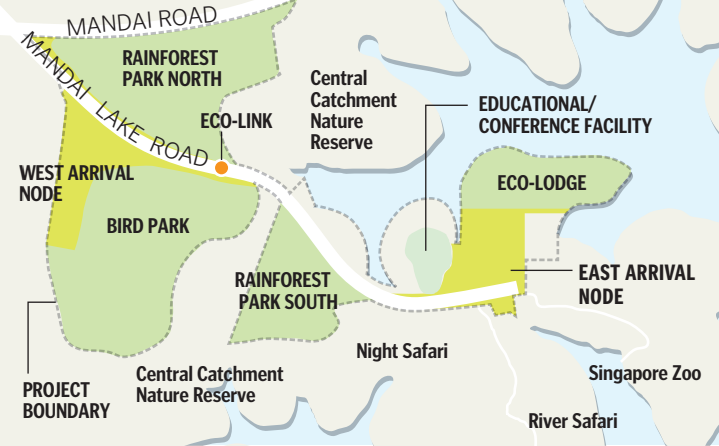 MANDAI ROAD
MANDAI LAKE ROAD
RAINFOREST
PARK NORTH
Central
Catchment
Nature
Reserve
EDUCATIONAL/
CONFERENCE FACILITY
ECO-LINK
WEST ARRIVAL
NODE
ECO-LODGE
BIRD PARK
RAINFOREST
PARK SOUTH
EAST ARRIVAL
NODE
Night Safari
PROJECT
BOUNDARY
Central Catchment
Nature Reserve
Singapore Zoo
River Safari